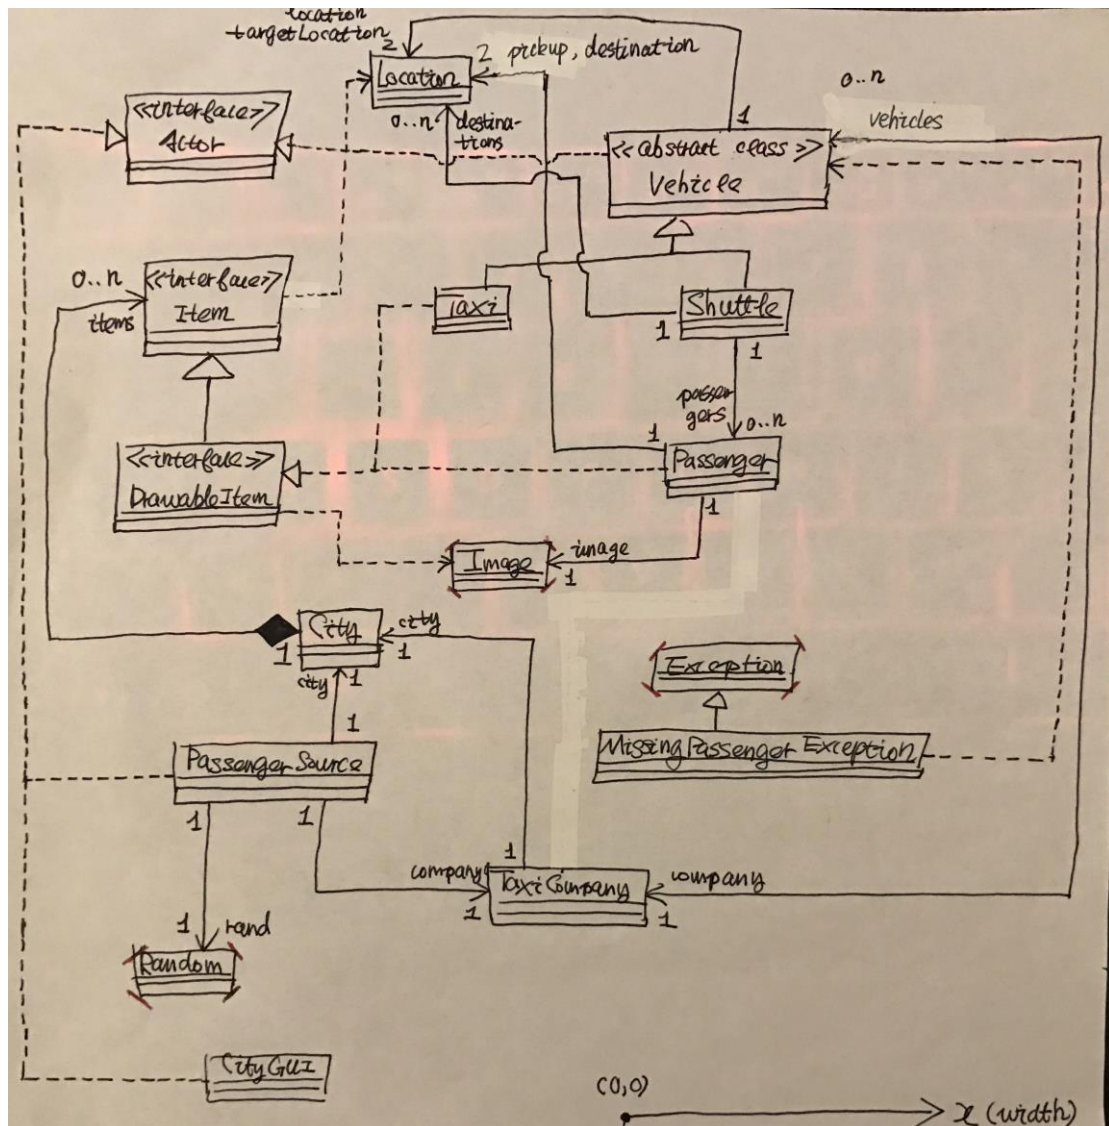 location
targetLocation
2
Location
2 pickup, destination
0..n
destina-
tions
<<interface>>
Actor
1
<<abstract class>>
Vehicle
0..n
vehicles
0..n
items
<<interface>>
Item
Taxi
Shuttle
1
1
passen
gers
0..n
1
Passenger
1
<<interface>>
DrawableItem
Image
image
1
City
1
city
1
city
1
1
Exception
MissingPassengerException
PassengerSource
1
1
1
company
TaxiCompany
company
1
1
1
rand
Random
CityGUI
(0,0)
x (width)